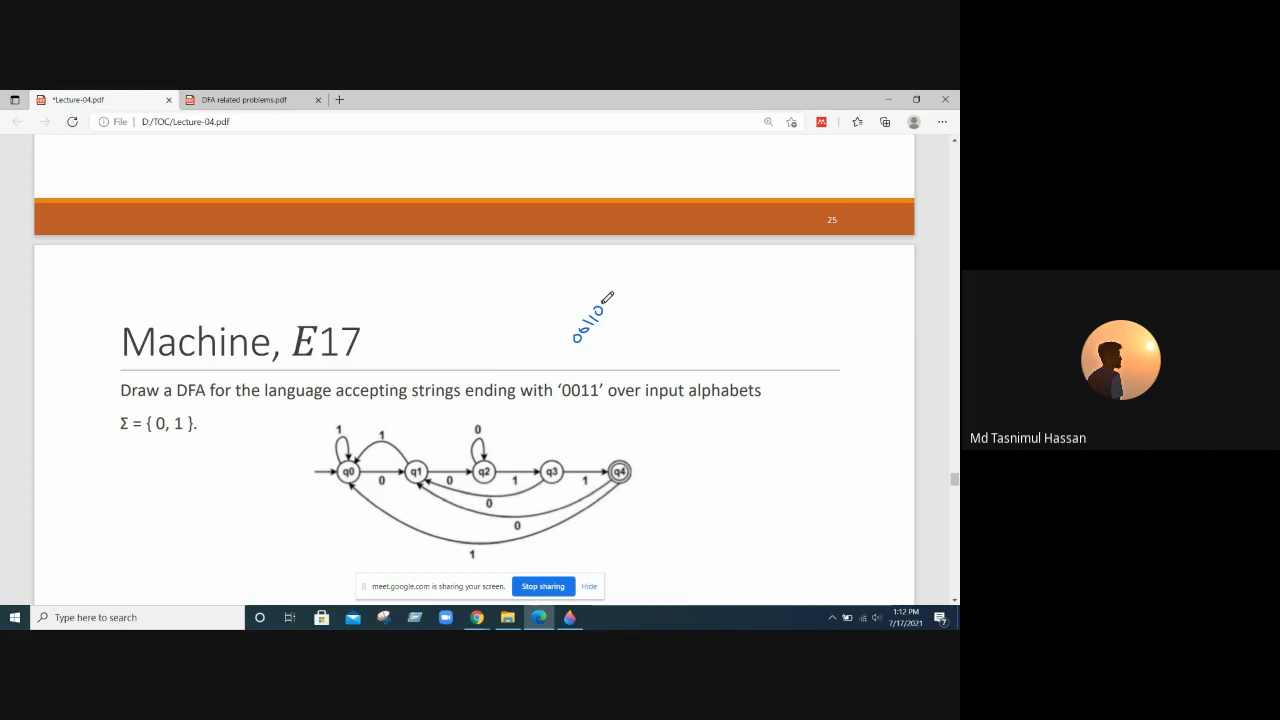 *Lecture-04.pdf
DFA related problems.pdf
File
D:/TOC/Lecture-04.pdf
25
00110
Machine, E17
Draw a DFA for the language accepting strings ending with ‘0011’ over input alphabets
Σ = { 0, 1 }.
1 1 0
q0 q1 q2 q3 q4
0 0 1 1
0
0
1
meet.google.com is sharing your screen. Stop sharing Hide
Md Tasnimul Hassan
Type here to search
1:12 PM
7/17/2021